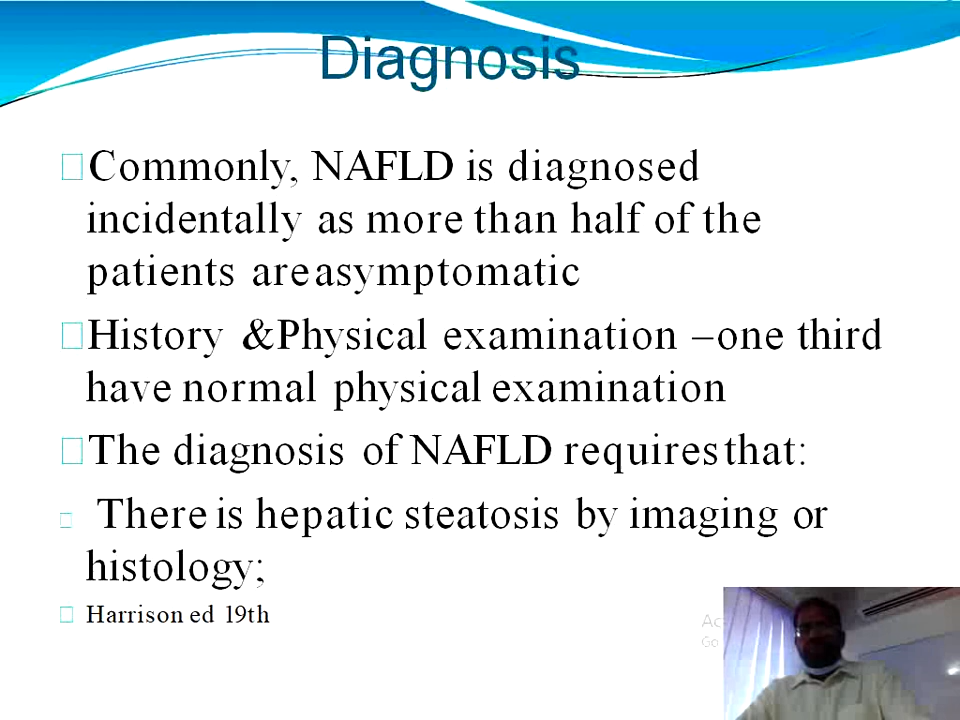 Diagnosis
Commonly, NAFLD is diagnosed
incidentally as more than half of the
patients are asymptomatic
History &Physical examination –one third
have normal physical examination
The diagnosis of NAFLD requires that:
There is hepatic steatosis by imaging or
histology;
Harrison ed 19th
Go